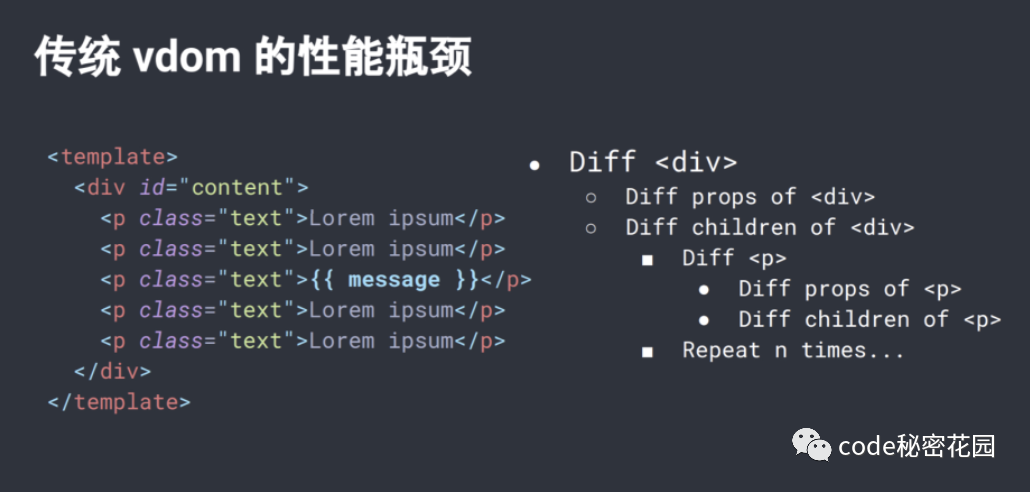 传统 vdom 的性能瓶颈
<template>
<div id="content">
<p class="text">Lorem ipsum</p>
<p class="text">Lorem ipsum</p>
<p class="text">{{ message }}</p>
<p class="text">Lorem ipsum</p>
<p class="text">Lorem ipsum</p>
</div>
</template>
Diff <div>
Diff props of <div>
Diff children of <div>
Diff <p>
Diff props of <p>
Diff children of <p>
Repeat n times...
code秘密花园